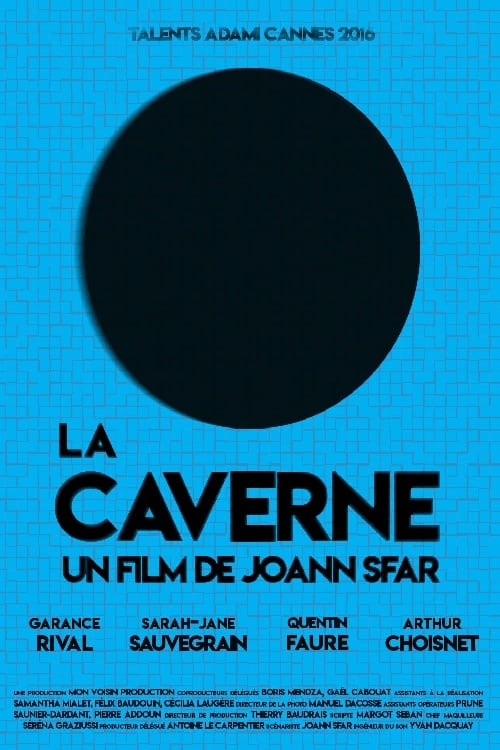 TALENTS ADAMI CANNES 2016
LA
CAVERNE
UN FILM DE JOANN SFAR
GARANCE RIVAL
SARAH-JANE SAUVEGRAIN
QUENTIN FAURE
ARTHUR CHOISNET
UNE PRODUCTION MON VOISIN PRODUCTION COPRODUCTEURS DÉLÉGUÉS BORIS MENDZA, GAËL CABOUAT ASSISTANTS À LA RÉALISATION
SAMANTHA MIALET, FÉLIX BAUDOUIN, CÉCILIA LAUGÈRE DIRECTEUR DE LA PHOTO MANUEL DACOSSE ASSISTANTS OPERATEURS PRUNE
SAUNIER-DARDANT, PIERRE ADDOUN DIRECTEUR DE PRODUCTION THIERRY BAUDRAIS SCRIPTE MARGOT SEBAN CHEF MAQUILLEUSE
SÉRÉNA GRAZIUSSI PRODUCTEUR DÉLÉGUÉ ANTOINE LE CARPENTIER SCÉNARISTE JOANN SFAR INGÉNIEUR DU SON YVAN DACQUAY